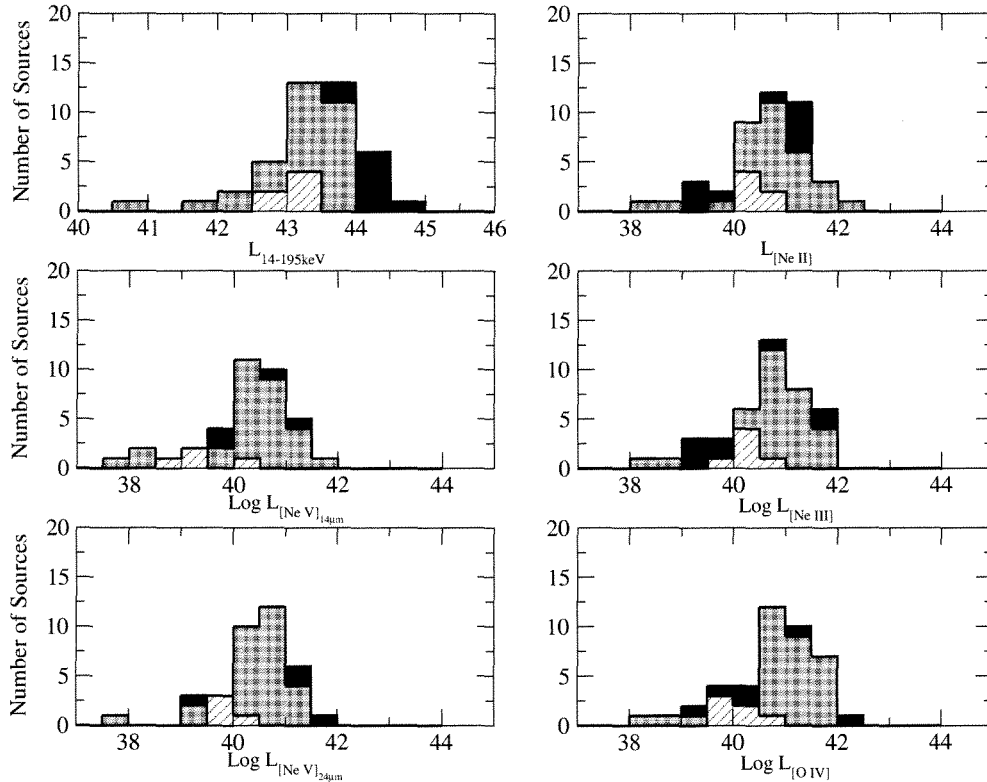 20
15
10
5
0
Number of Sources
40 41 42 43 44 45 46
L14-195keV
20
15
10
5
0
38 40 42 44
L[Ne II]
20
15
10
5
0
Number of Sources
38 40 42 44
Log L[Ne V]14μm
20
15
10
5
0
38 40 42 44
Log L[Ne III]
20
15
10
5
0
Number of Sources
38 40 42 44
Log L[Ne V]24μm
20
15
10
5
0
38 40 42 44
Log L[O IV]